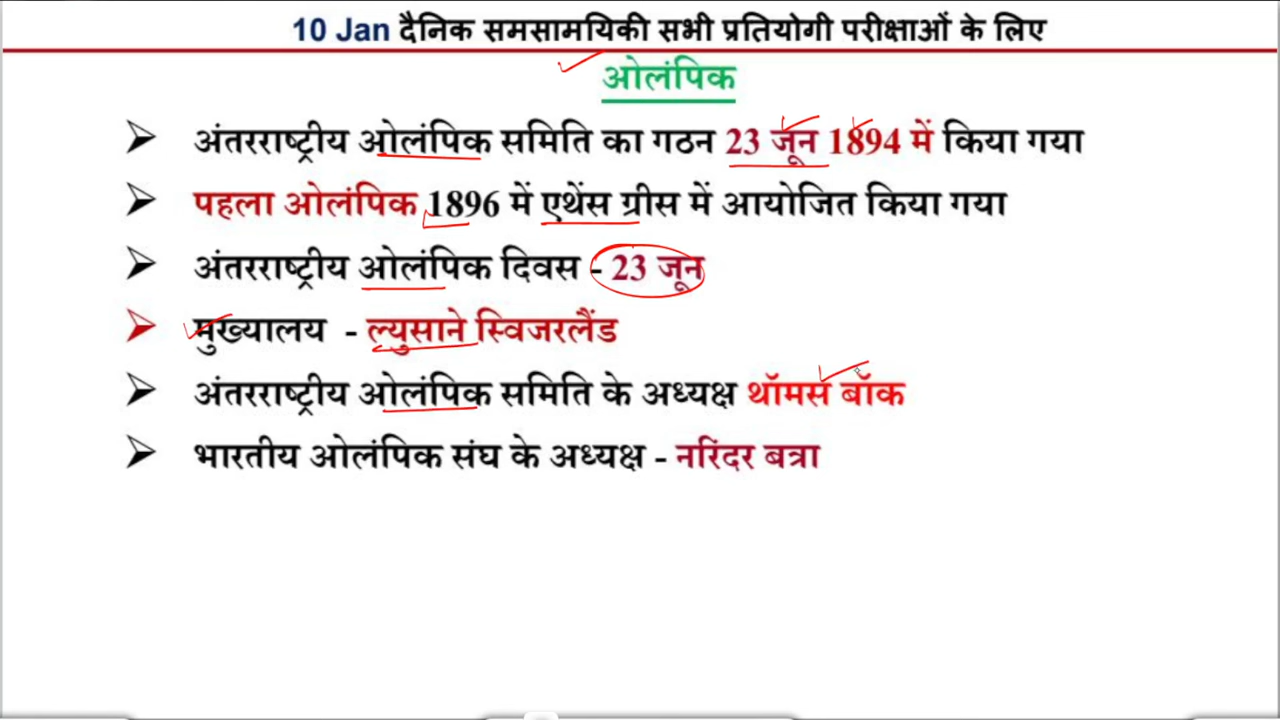 10 Jan दैनिक समसामयिकी सभी प्रतियोगी परीक्षाओं के लिए
ओलंपिक
अंतरराष्ट्रीय ओलंपिक समिति का गठन 23 जून 1894 में किया गया
पहला ओलंपिक 1896 में एथेंस ग्रीस में आयोजित किया गया
अंतरराष्ट्रीय ओलंपिक दिवस - 23 जून
मुख्यालय - ल्युसाने स्विजरलैंड
अंतरराष्ट्रीय ओलंपिक समिति के अध्यक्ष थॉमस बॉक
भारतीय ओलंपिक संघ के अध्यक्ष - नरिंदर बत्रा